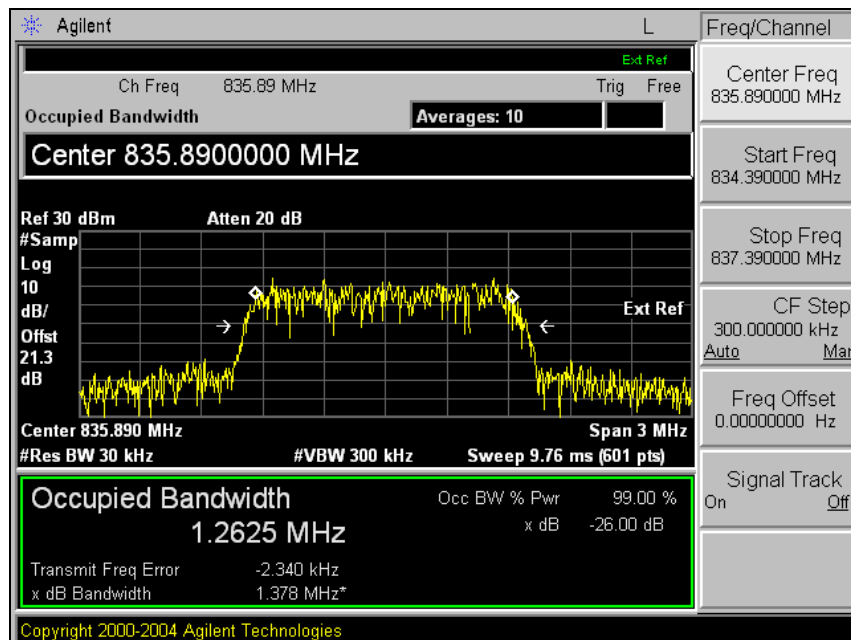 Agilent L Freq/Channel
Ext Ref
Ch Freq 835.89 MHz Trig Free
Occupied Bandwidth Averages: 10
Center 835.8900000 MHz
Ref 30 dBm Atten 20 dB
#Samp
Log
10
dB/
Offst
21.3
dB
Ext Ref
Center 835.890 MHz Span 3 MHz
#Res BW 30 kHz #VBW 300 kHz Sweep 9.76 ms (601 pts)
Occupied Bandwidth
1.2625 MHz
Occ BW % Pwr 99.00 %
x dB -26.00 dB
Transmit Freq Error -2.340 kHz
x dB Bandwidth 1.378 MHz*
Copyright 2000-2004 Agilent Technologies
Center Freq
835.890000 MHz
Start Freq
834.390000 MHz
Stop Freq
837.390000 MHz
CF Step
300.000000 kHz
Auto Man
Freq Offset
0.00000000 Hz
Signal Track
On Off